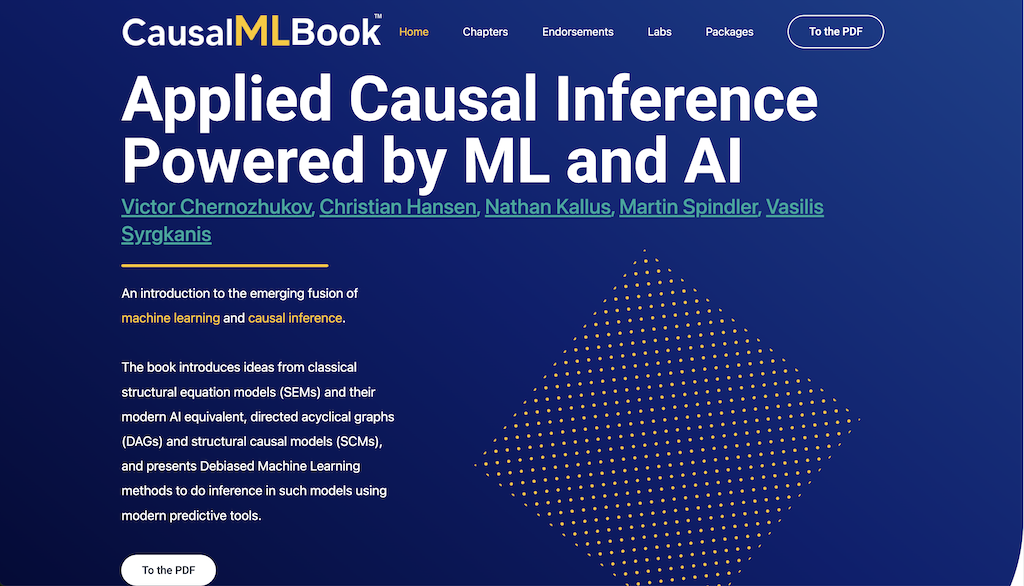 CausalMLBook™
Home
Chapters
Endorsements
Labs
Packages
To the PDF
Applied Causal Inference
Powered by ML and AI
Victor Chernozhukov, Christian Hansen, Nathan Kallus, Martin Spindler, Vasilis
Syrgkanis
An introduction to the emerging fusion of
machine learning and causal inference.
The book introduces ideas from classical
structural equation models (SEMs) and their
modern AI equivalent, directed acyclical graphs
(DAGs) and structural causal models (SCMs),
and presents Debiased Machine Learning
methods to do inference in such models using
modern predictive tools.
To the PDF